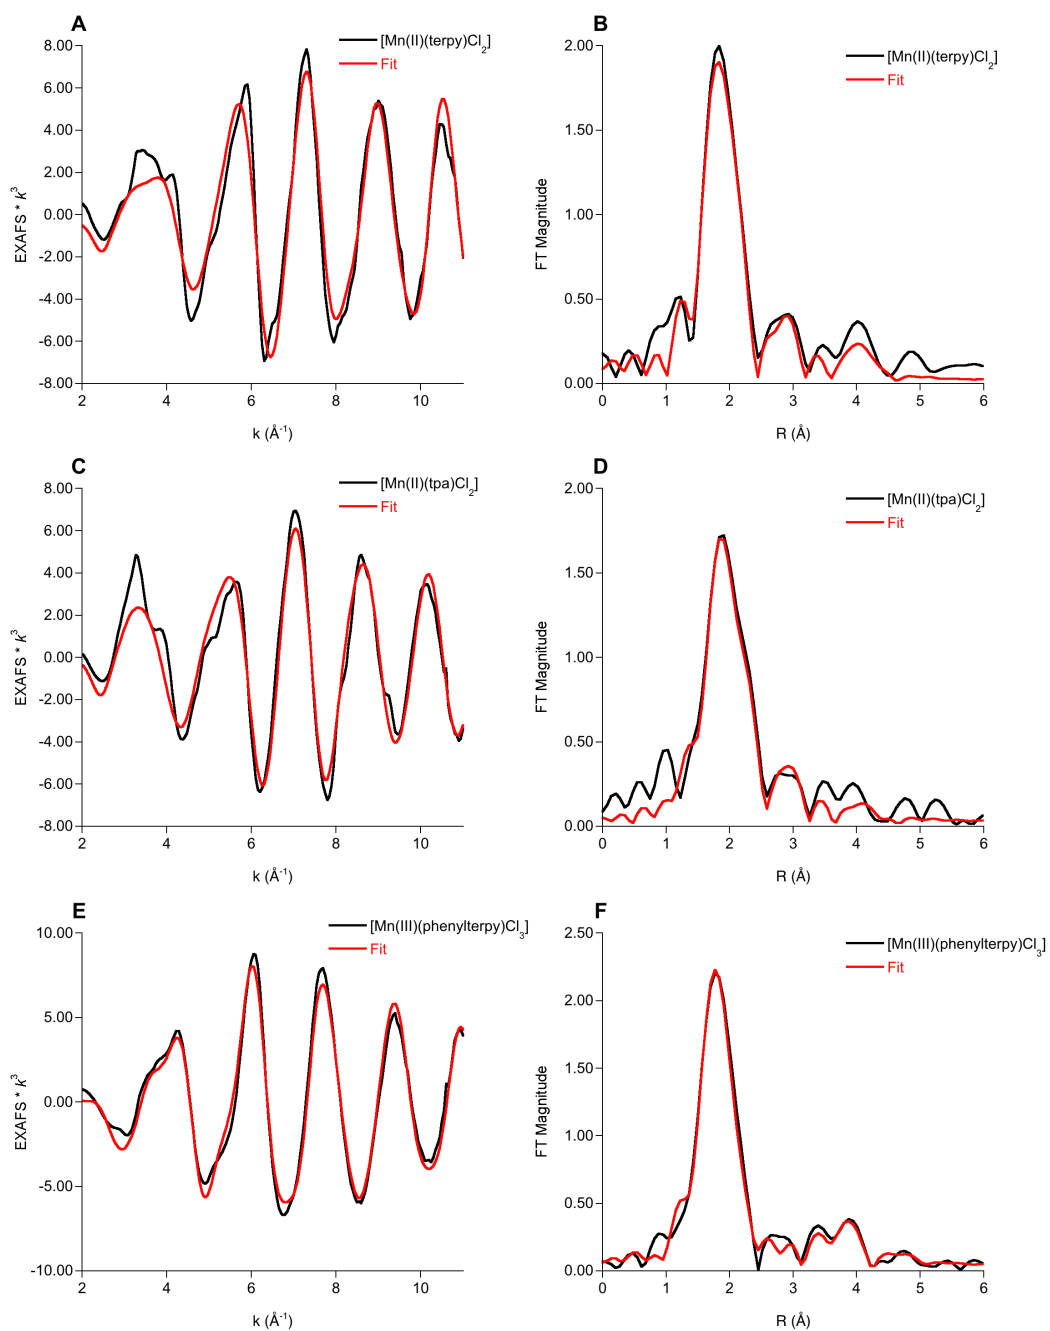 A
[Mn(II)(terpy)Cl2]
Fit
8.00
6.00
4.00
2.00
0.00
-2.00
-4.00
-6.00
-8.00
EXAFS * k3
2
4
6
8
10
k (Å-1)
B
[Mn(II)(terpy)Cl2]
Fit
2.00
1.50
1.00
0.50
0.00
FT Magnitude
0
1
2
3
4
5
6
R (Å)
C
[Mn(II)(tpa)Cl2]
Fit
8.00
6.00
4.00
2.00
0.00
-2.00
-4.00
-6.00
-8.00
EXAFS * k3
2
4
6
8
10
k (Å-1)
D
[Mn(II)(tpa)Cl2]
Fit
2.00
1.50
1.00
0.50
0.00
FT Magnitude
0
1
2
3
4
5
6
R (Å)
E
[Mn(III)(phenylterpy)Cl3]
Fit
10.00
5.00
0.00
-5.00
-10.00
EXAFS * k3
2
4
6
8
10
k (Å-1)
F
[Mn(III)(phenylterpy)Cl3]
Fit
2.50
2.00
1.50
1.00
0.50
0.00
FT Magnitude
0
1
2
3
4
5
6
R (Å)